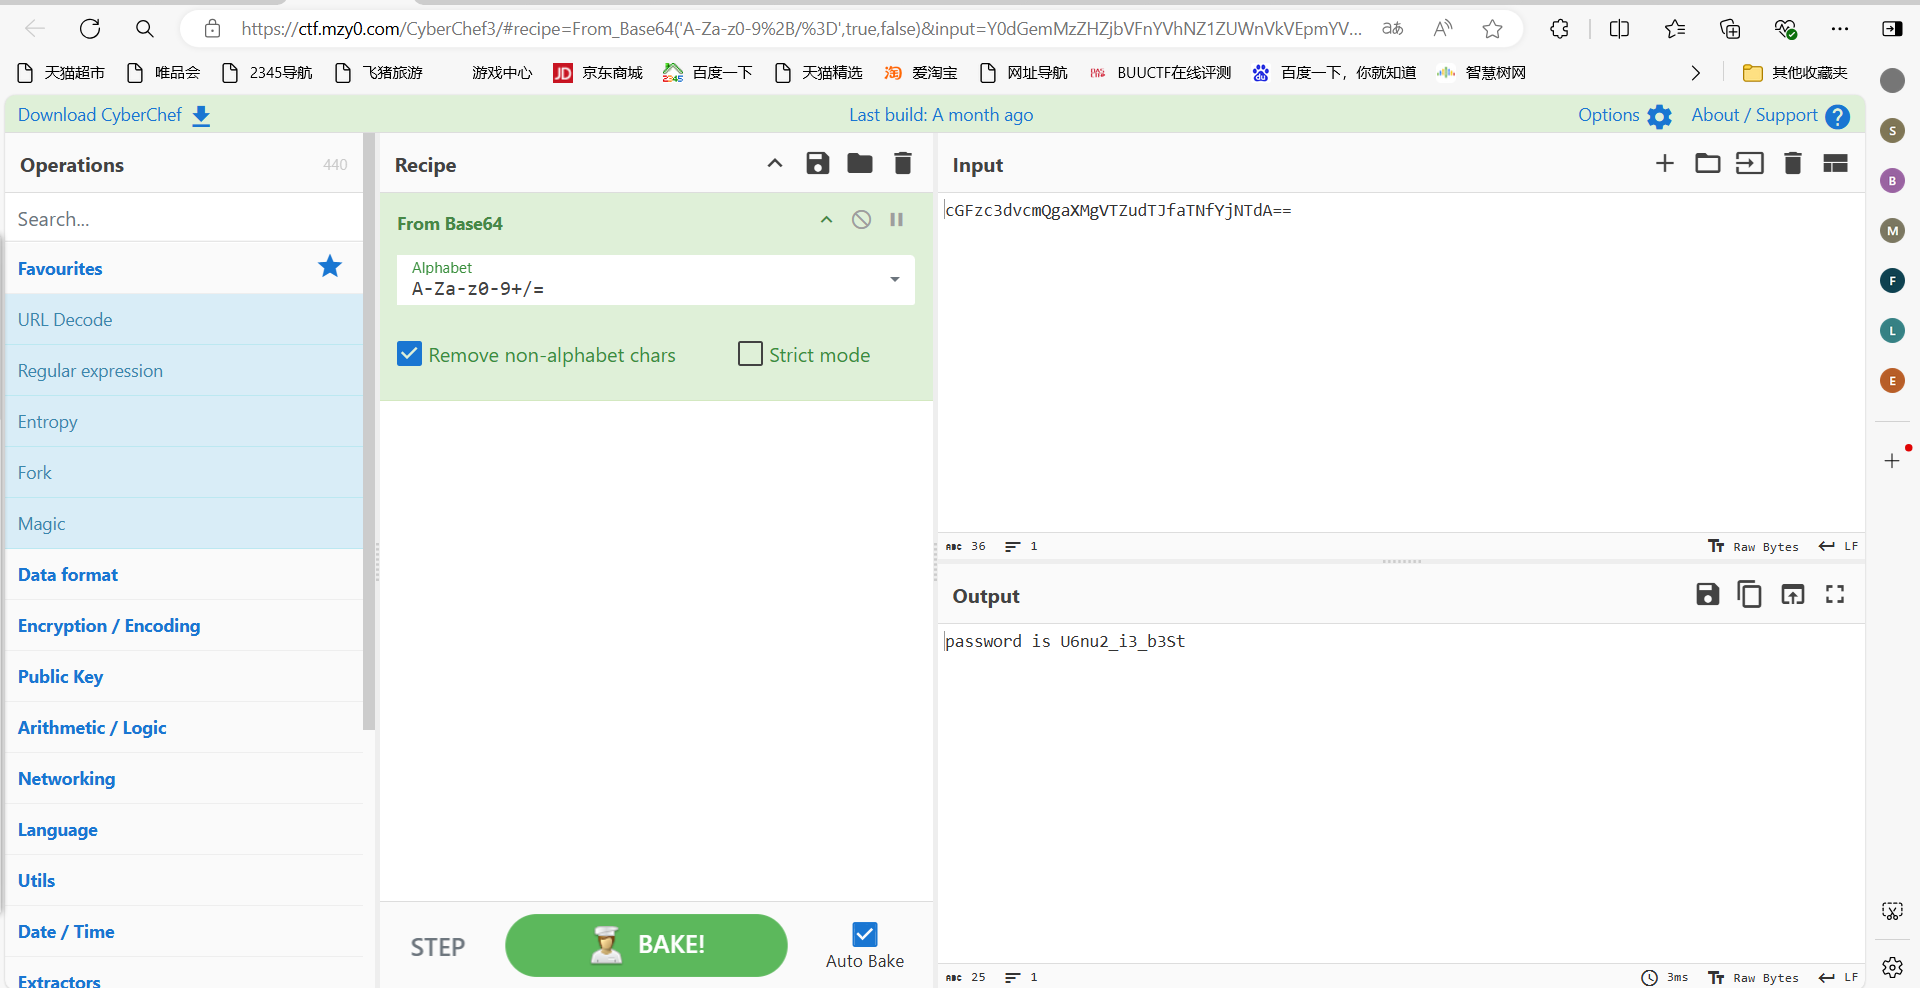 https://ctf.mzy0.com/CyberChef3/#recipe=From_Base64('A-Za-z0-9%2B/%3D',true,false)&input=Y0dGemMzZHZjbVFnYVhNZ1ZUWnVkVEpmYV...
天猫超市 唯品会 2345导航 飞猪旅游 游戏中心 JD 京东商城 2345 百度一下 天猫精选 淘 爱淘宝 网址导航 BUUCTF在线评测 百度一下，你就知道 智慧树网 其他收藏夹
Download CyberChef Last build: A month ago Options About / Support
Operations 440
Search...
Favourites
URL Decode
Regular expression
Entropy
Fork
Magic
Data format
Encryption / Encoding
Public Key
Arithmetic / Logic
Networking
Language
Utils
Date / Time
Extractors
Recipe
From Base64
Alphabet
A-Za-z0-9+/=
Remove non-alphabet chars Strict mode
STEP BAKE! Auto Bake
Input
cGFzc3dvcmQgaXMgVTZudTJfaTNfYjNTdA==
ABC 36 1 Raw Bytes LF
Output
password is U6nu2_i3_b3St
ABC 25 1 3ms Raw Bytes LF
S
B
M
F
L
E